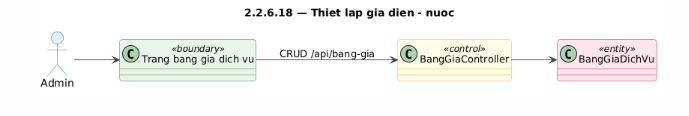 2.2.6.18 — Thiet lap gia dien - nuoc
Admin
C «boundary»
Trang bang gia dich vu
CRUD /api/bang-gia
C «control»
BangGiaController
C «entity»
BangGiaDichVu